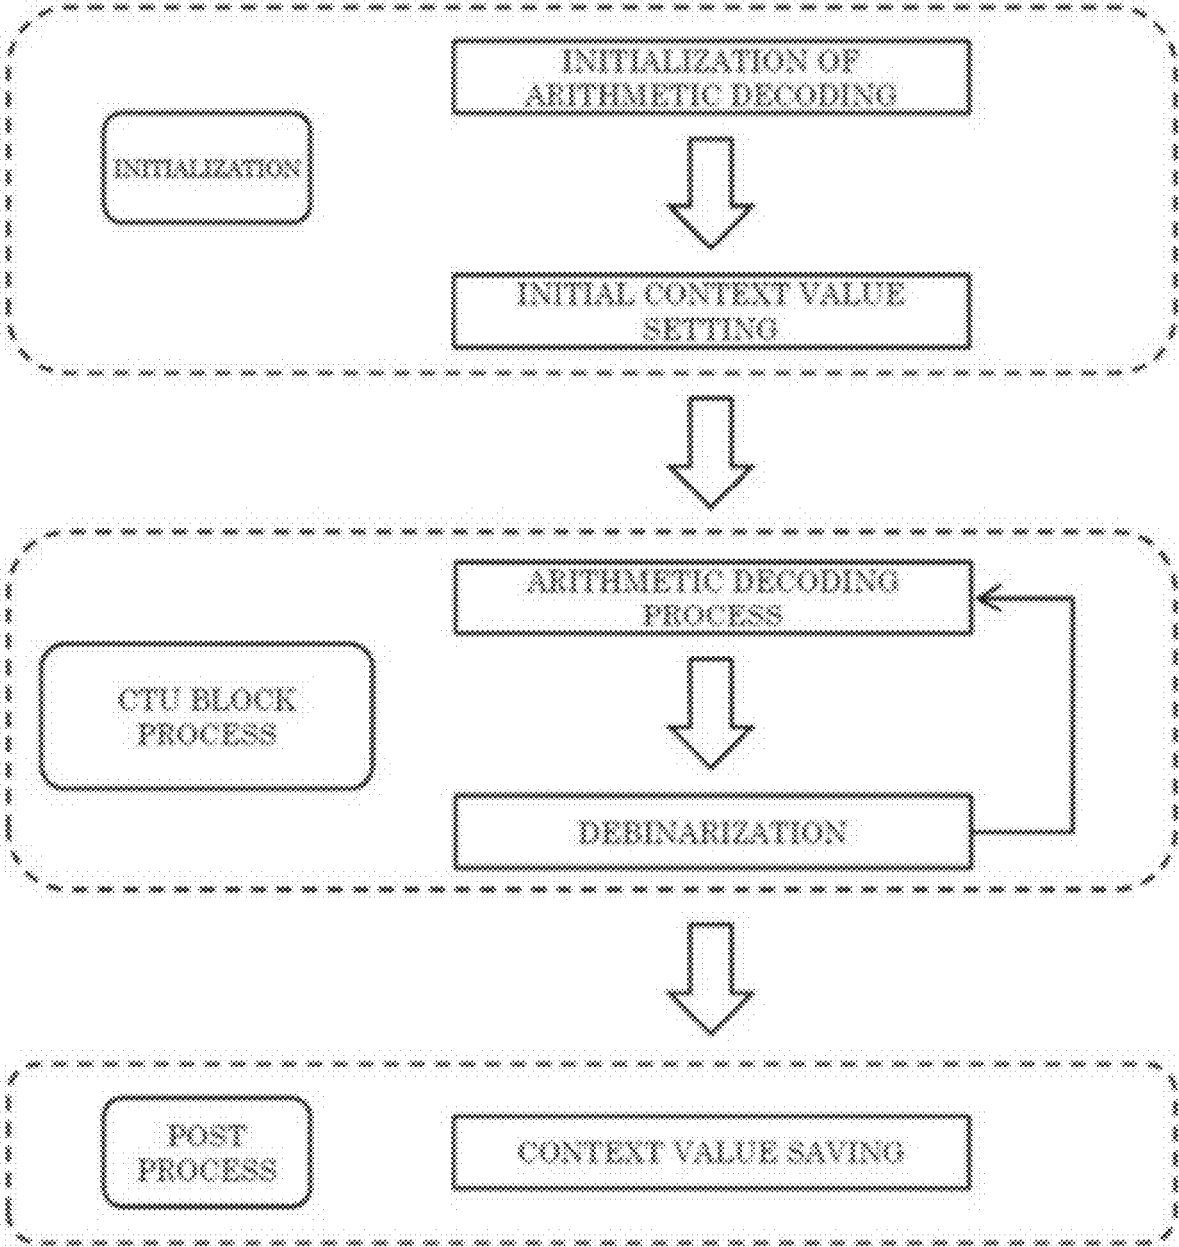 INITIALIZATION OF
ARITHMETIC DECODING
INITIALIZATION
INITIAL CONTEXT VALUE
SETTING
ARITHMETIC DECODING
PROCESS
CTU BLOCK
PROCESS
DEBINARIZATION
POST
PROCESS
CONTEXT VALUE SAVING